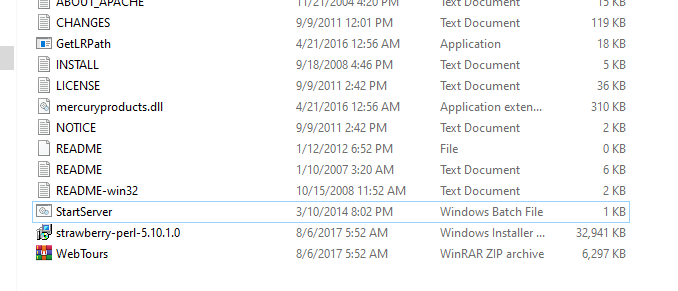 ABOUT_APACHE 11/21/2004 4:20 PM Text Document 15 KB
CHANGES 9/9/2011 12:01 PM Text Document 119 KB
GetLRPath 4/21/2016 12:56 AM Application 18 KB
INSTALL 9/18/2008 4:46 PM Text Document 5 KB
LICENSE 9/9/2011 2:42 PM Text Document 36 KB
mercuryproducts.dll 4/21/2016 12:56 AM Application exten... 310 KB
NOTICE 9/9/2011 2:42 PM Text Document 2 KB
README 1/12/2012 6:52 PM File 0 KB
README 1/10/2007 3:20 AM Text Document 6 KB
README-win32 10/15/2008 11:52 AM Text Document 2 KB
StartServer 3/10/2014 8:02 PM Windows Batch File 1 KB
strawberry-perl-5.10.1.0 8/6/2017 5:52 AM Windows Installer ... 32,941 KB
WebTours 8/6/2017 5:52 AM WinRAR ZIP archive 6,297 KB